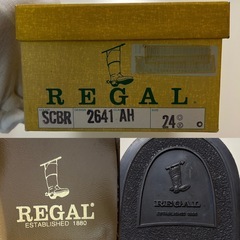 REGAL
SCBR 2641 AH 24
REGAL®
ESTABLISHED 1880
REGAL